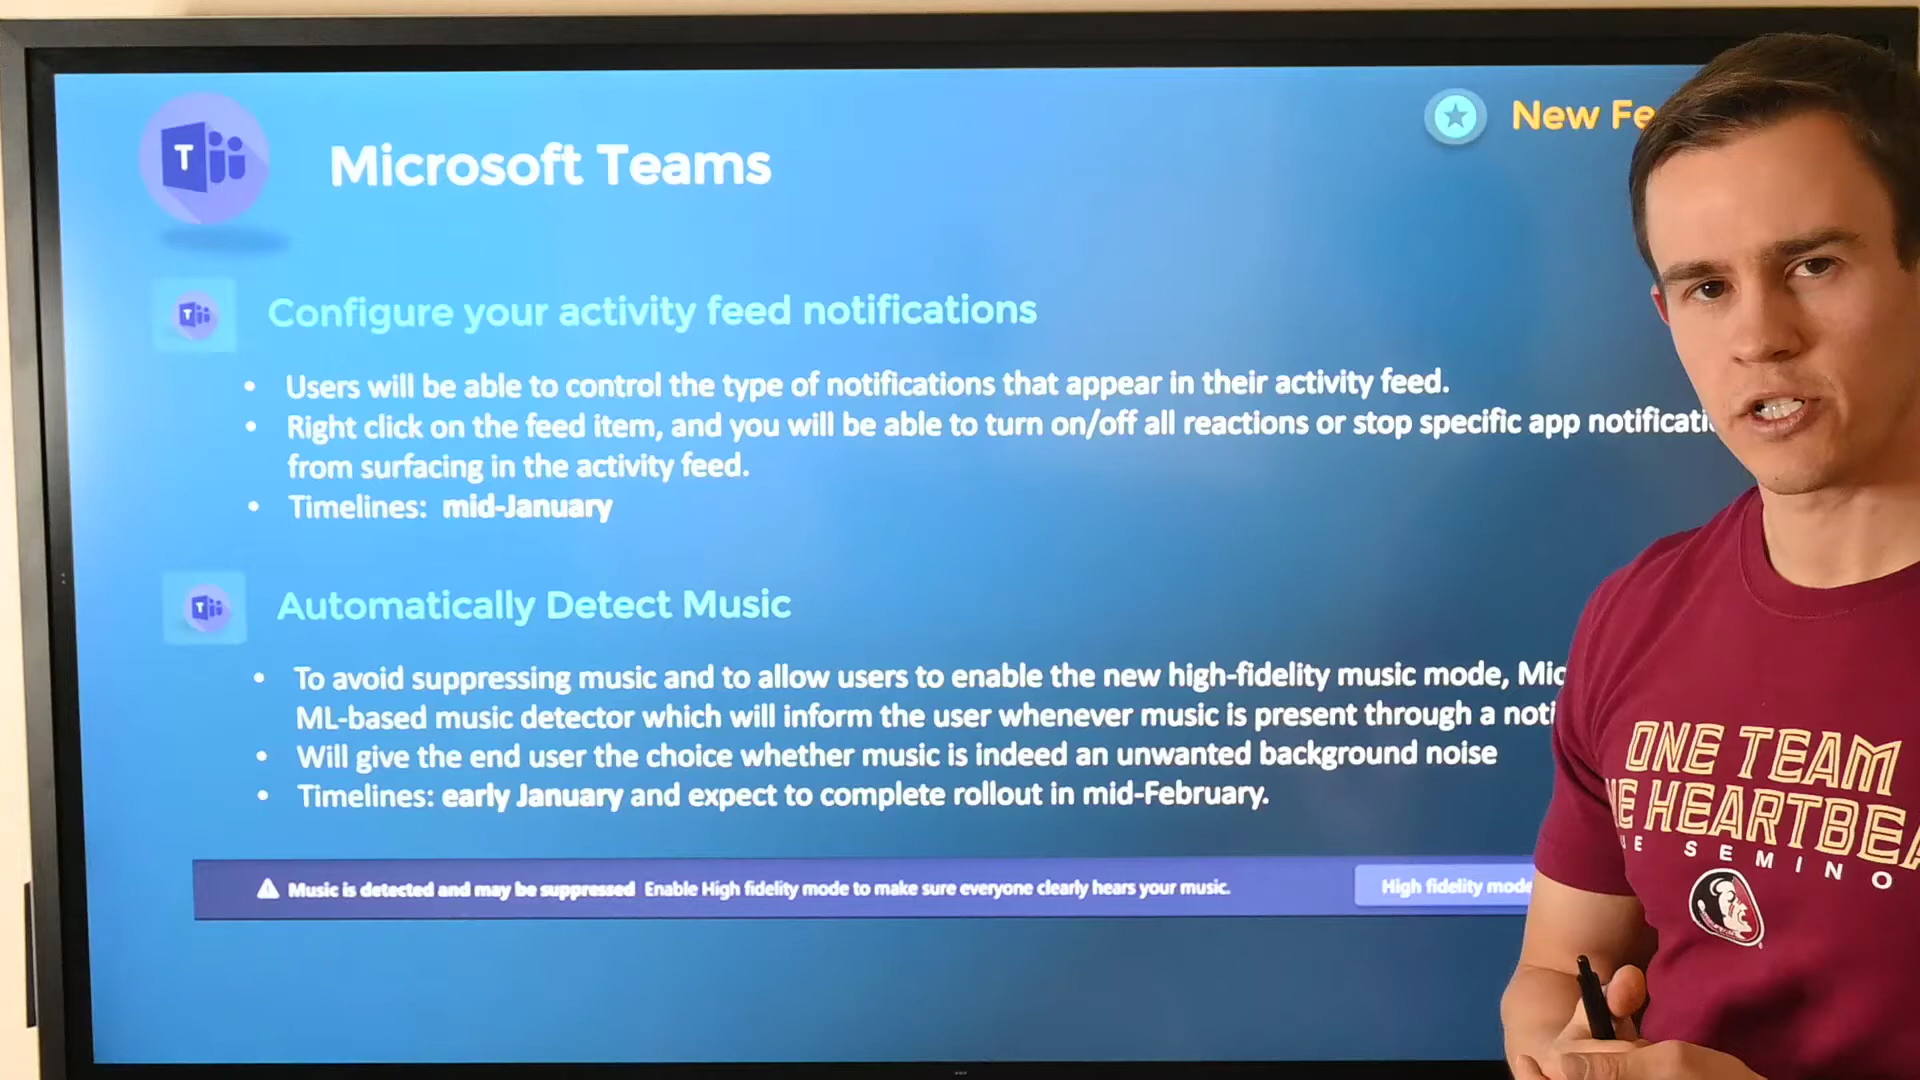 Microsoft Teams
New
Configure your activity feed notifications
• Users will be able to control the type of notifications that appear in their activity feed.
• Right click on the feed item, and you will be able to turn on/off all reactions or stop specific app
from surfacing in the activity feed.
• Timelines: mid-January
Automatically Detect Music
• To avoid suppressing music and to allow users to enable the new high-fidelity music mode,
ML-based music detector which will inform the user whenever music is present through a
• Will give the end user the choice whether music is indeed an unwanted background noise
• Timelines: early January and expect to complete rollout in mid-February.
Music is detected and may be suppressed Enable High fidelity mode to make sure everyone clearly hears your music.
High fidelity mode
ONE TEAM